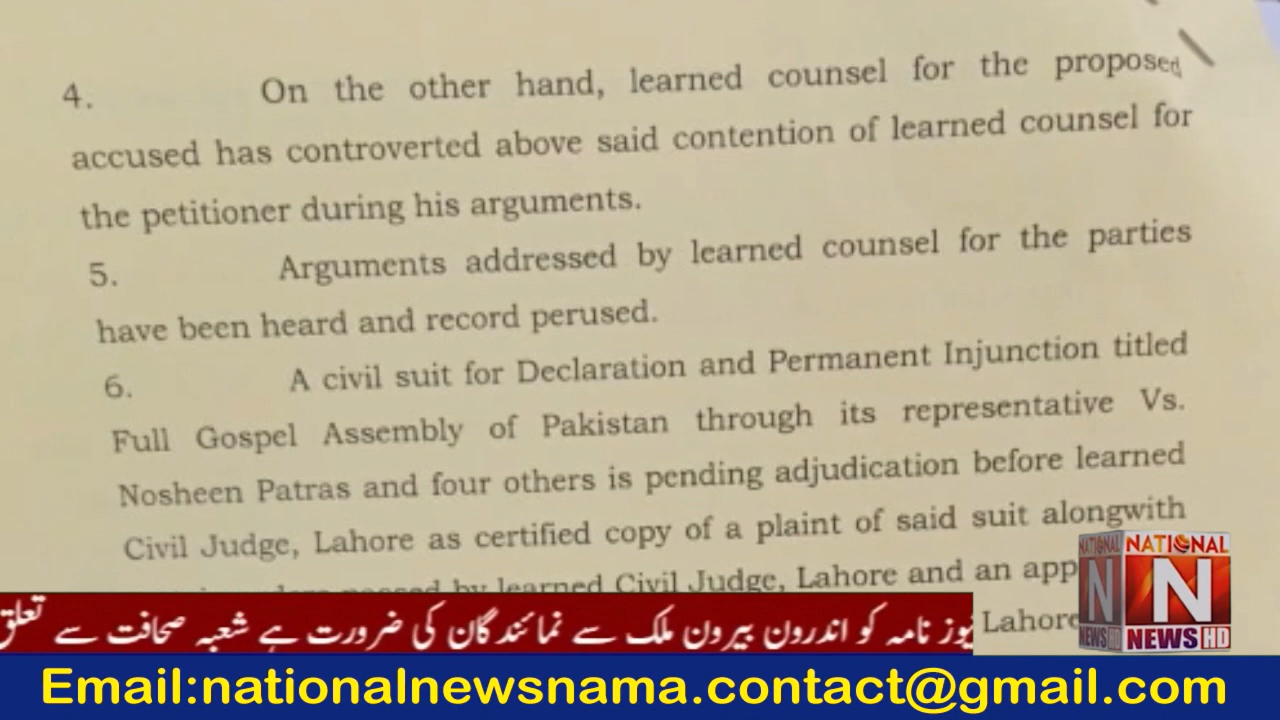 4. On the other hand, learned counsel for the proposed
accused has controverted above said contention of learned counsel for
the petitioner during his arguments.
5. Arguments addressed by learned counsel for the parties
have been heard and record perused.
6. A civil suit for Declaration and Permanent Injunction titled
Full Gospel Assembly of Pakistan through its representative Vs.
Nosheen Patras and four others is pending adjudication before learned
Civil Judge, Lahore as certified copy of a plaint of said suit alongwith
passed by learned Civil Judge, Lahore and an app
Lahore
نیوز نامہ کو اندرون بیرون ملک سے نمائندگان کی ضرورت ہے شعبہ صحافت سے تعلق
NATIONAL
N
NEWS HD
Email:nationalnewsnama.contact@gmail.com